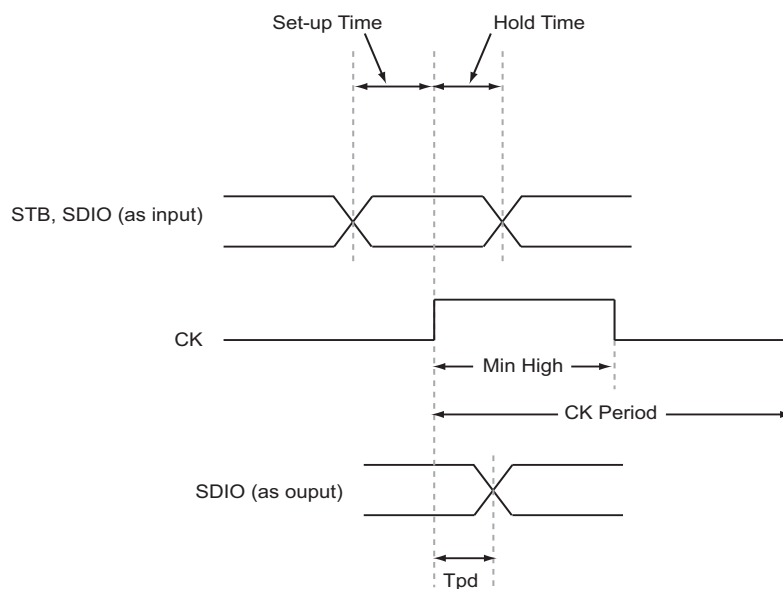 Set-up Time
Hold Time
STB, SDIO (as input)
CK
Min High
CK Period
SDIO (as ouput)
Tpd